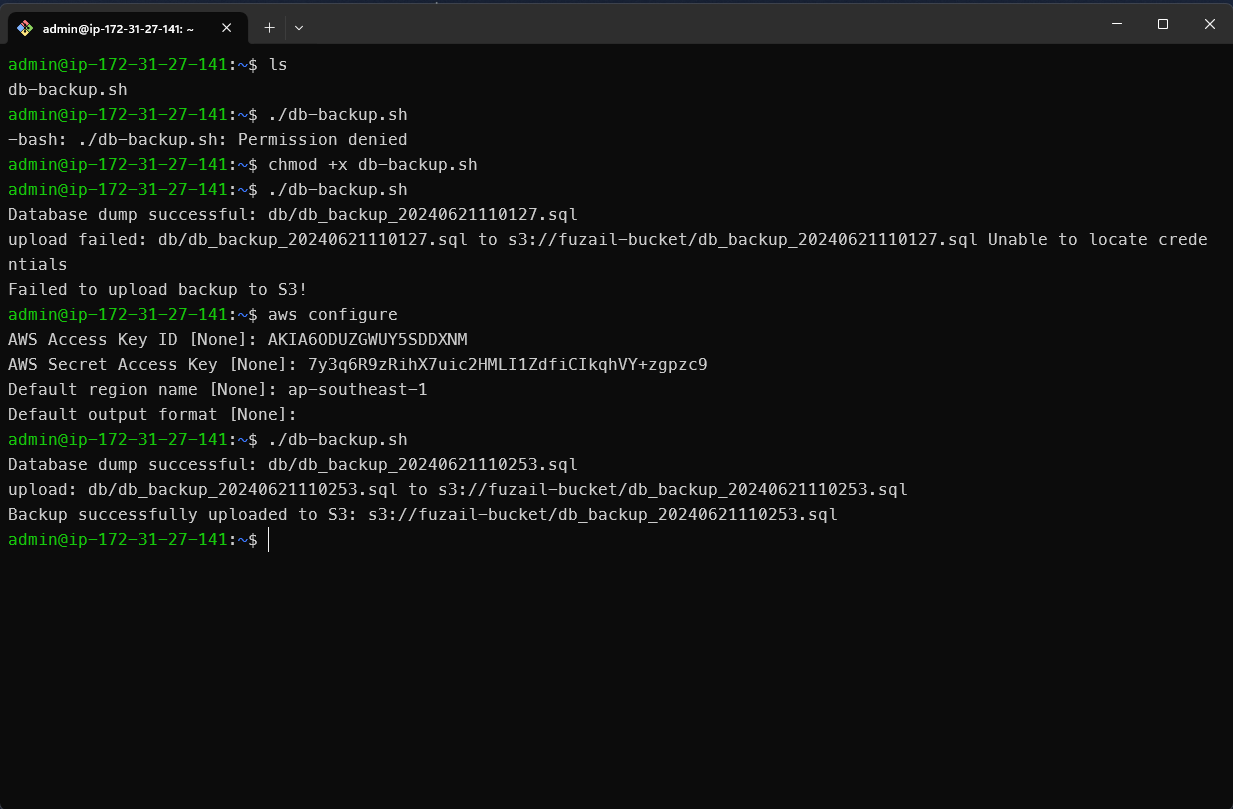 admin@ip-172-31-27-141: ~
admin@ip-172-31-27-141:~$ ls
db-backup.sh
admin@ip-172-31-27-141:~$ ./db-backup.sh
-bash: ./db-backup.sh: Permission denied
admin@ip-172-31-27-141:~$ chmod +x db-backup.sh
admin@ip-172-31-27-141:~$ ./db-backup.sh
Database dump successful: db/db_backup_20240621110127.sql
upload failed: db/db_backup_20240621110127.sql to s3://fuzail-bucket/db_backup_20240621110127.sql Unable to locate crede
ntials
Failed to upload backup to S3!
admin@ip-172-31-27-141:~$ aws configure
AWS Access Key ID [None]: AKIA6ODUZGWUY5SDDXNM
AWS Secret Access Key [None]: 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
Default region name [None]: ap-southeast-1
Default output format [None]:
admin@ip-172-31-27-141:~$ ./db-backup.sh
Database dump successful: db/db_backup_20240621110253.sql
upload: db/db_backup_20240621110253.sql to s3://fuzail-bucket/db_backup_20240621110253.sql
Backup successfully uploaded to S3: s3://fuzail-bucket/db_backup_20240621110253.sql
admin@ip-172-31-27-141:~$